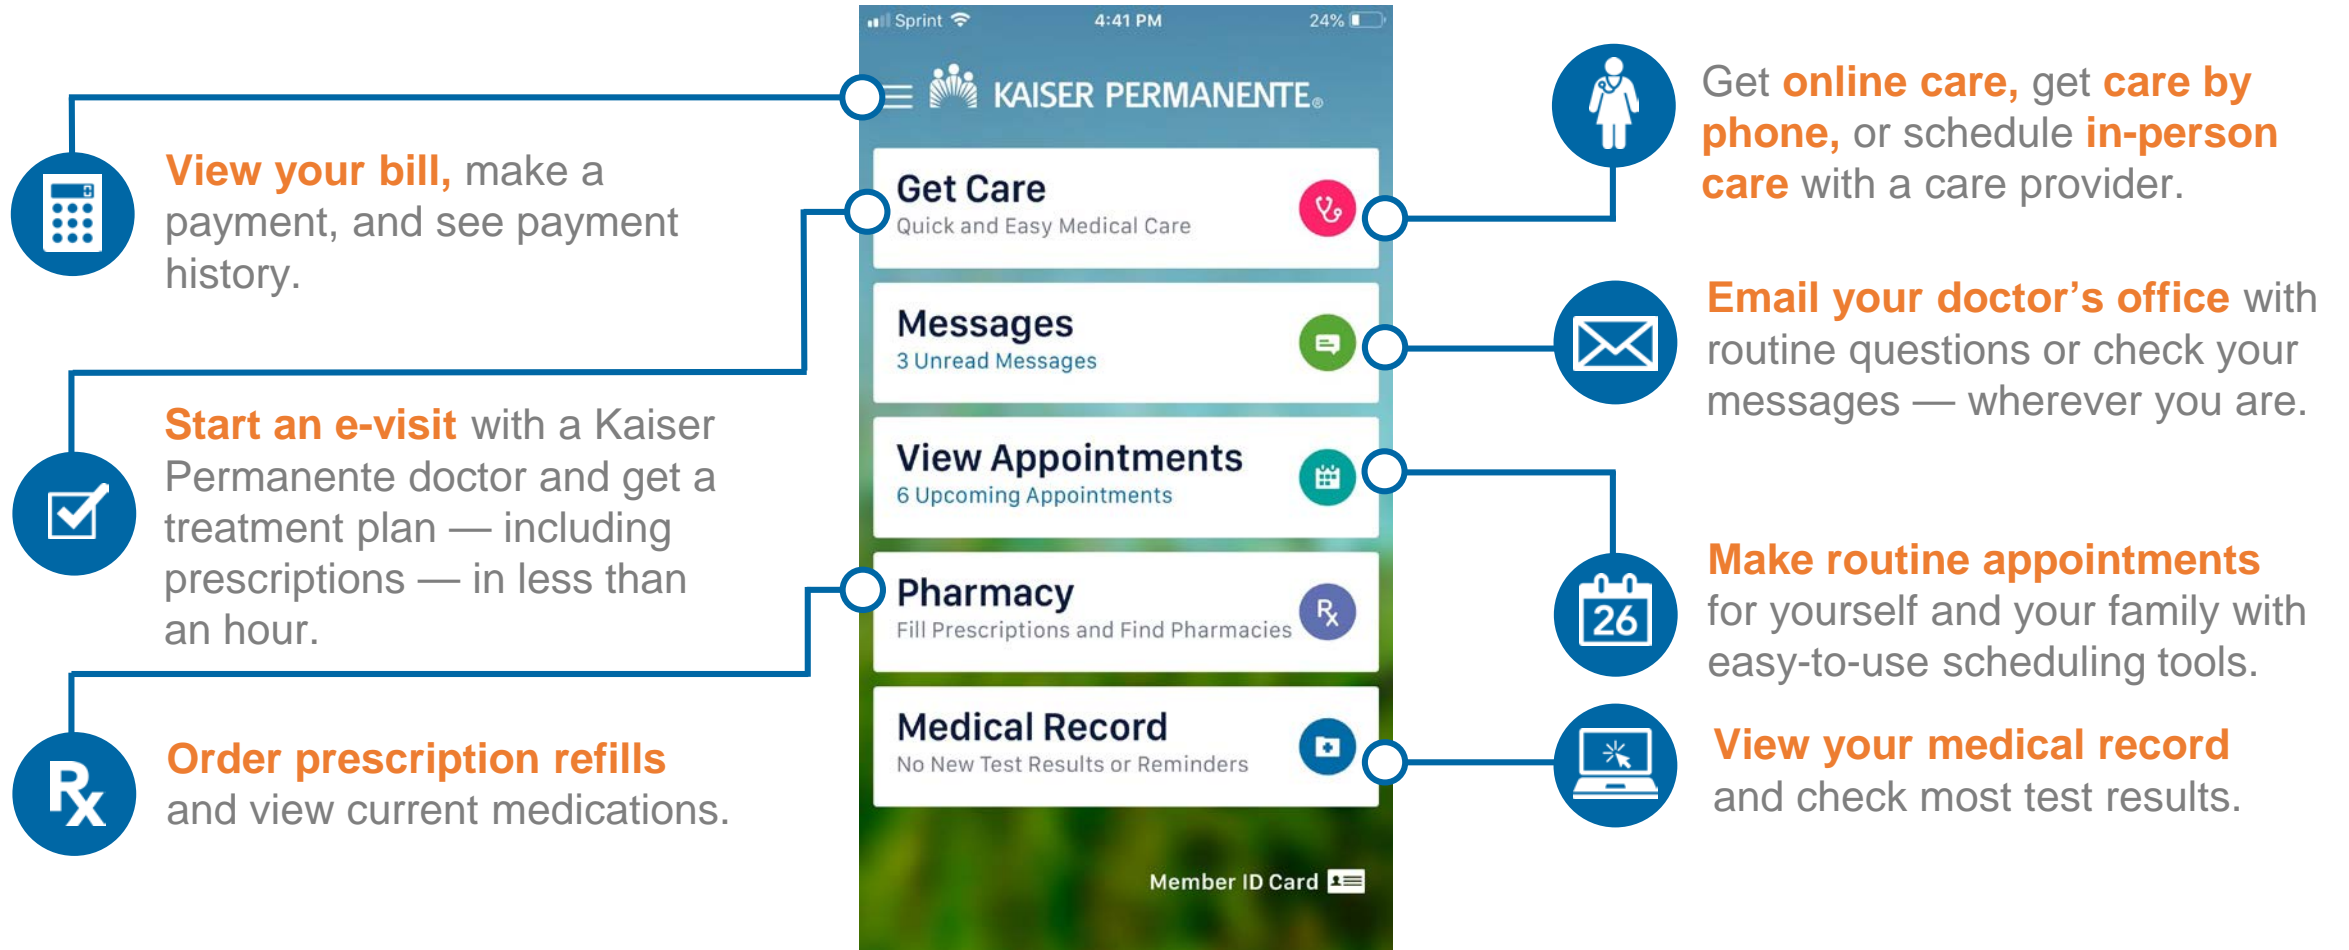 Sprint 4:41 PM 24%
KAISER PERMANENTE®
View your bill, make a
payment, and see payment
history.
Start an e-visit with a Kaiser
Permanente doctor and get a
treatment plan — including
prescriptions — in less than
an hour.
Rx
Order prescription refills
and view current medications.
Get Care
Quick and Easy Medical Care
Messages
3 Unread Messages
View Appointments
6 Upcoming Appointments
Pharmacy
Fill Prescriptions and Find Pharmacies
Rx
Medical Record
No New Test Results or Reminders
Member ID Card
Get online care, get care by
phone, or schedule in-person
care with a care provider.
Email your doctor’s office with
routine questions or check your
messages — wherever you are.
26
Make routine appointments
for yourself and your family with
easy-to-use scheduling tools.
View your medical record
and check most test results.